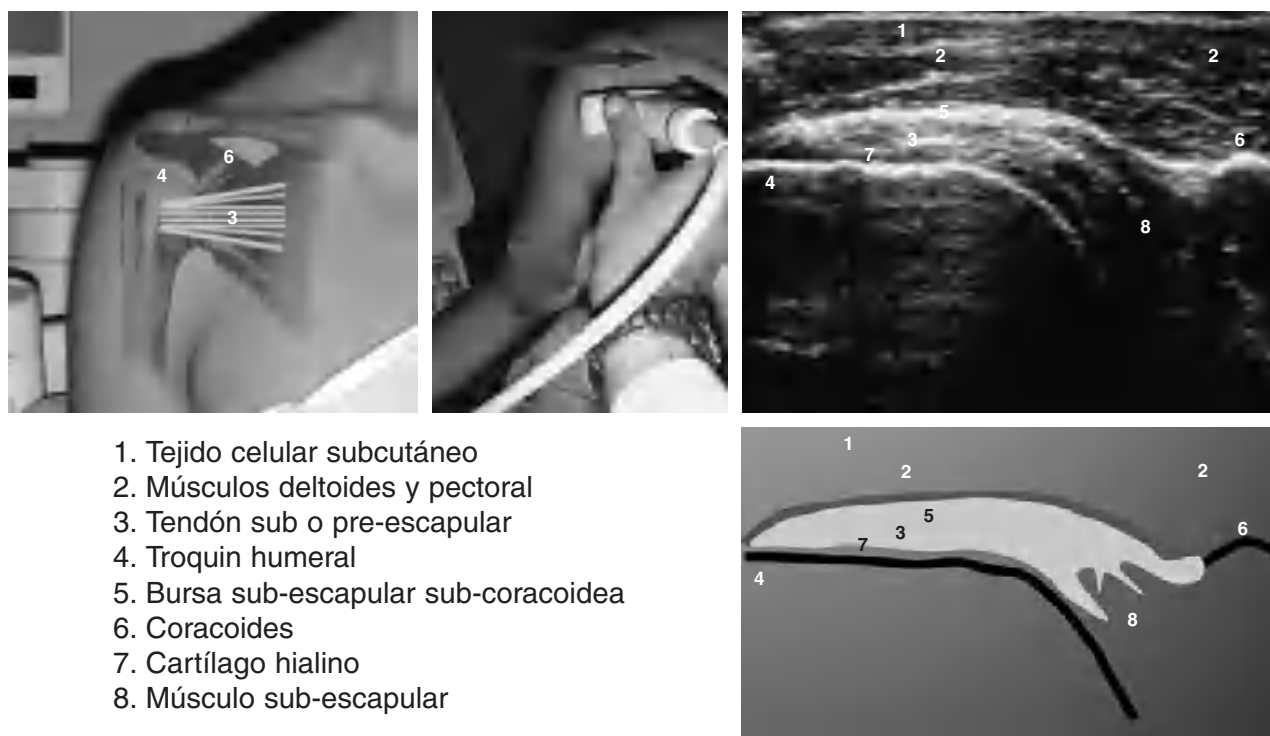 6
4
3
1
2
2
5
6
3
7
4
8
1. Tejido celular subcutáneo
2. Músculos deltoides y pectoral
3. Tendón sub o pre-escapular
4. Troquin humeral
5. Bursa sub-escapular sub-coracoidea
6. Coracoides
7. Cartílago hialino
8. Músculo sub-escapular
1
2
2
5
6
3
7
4
8